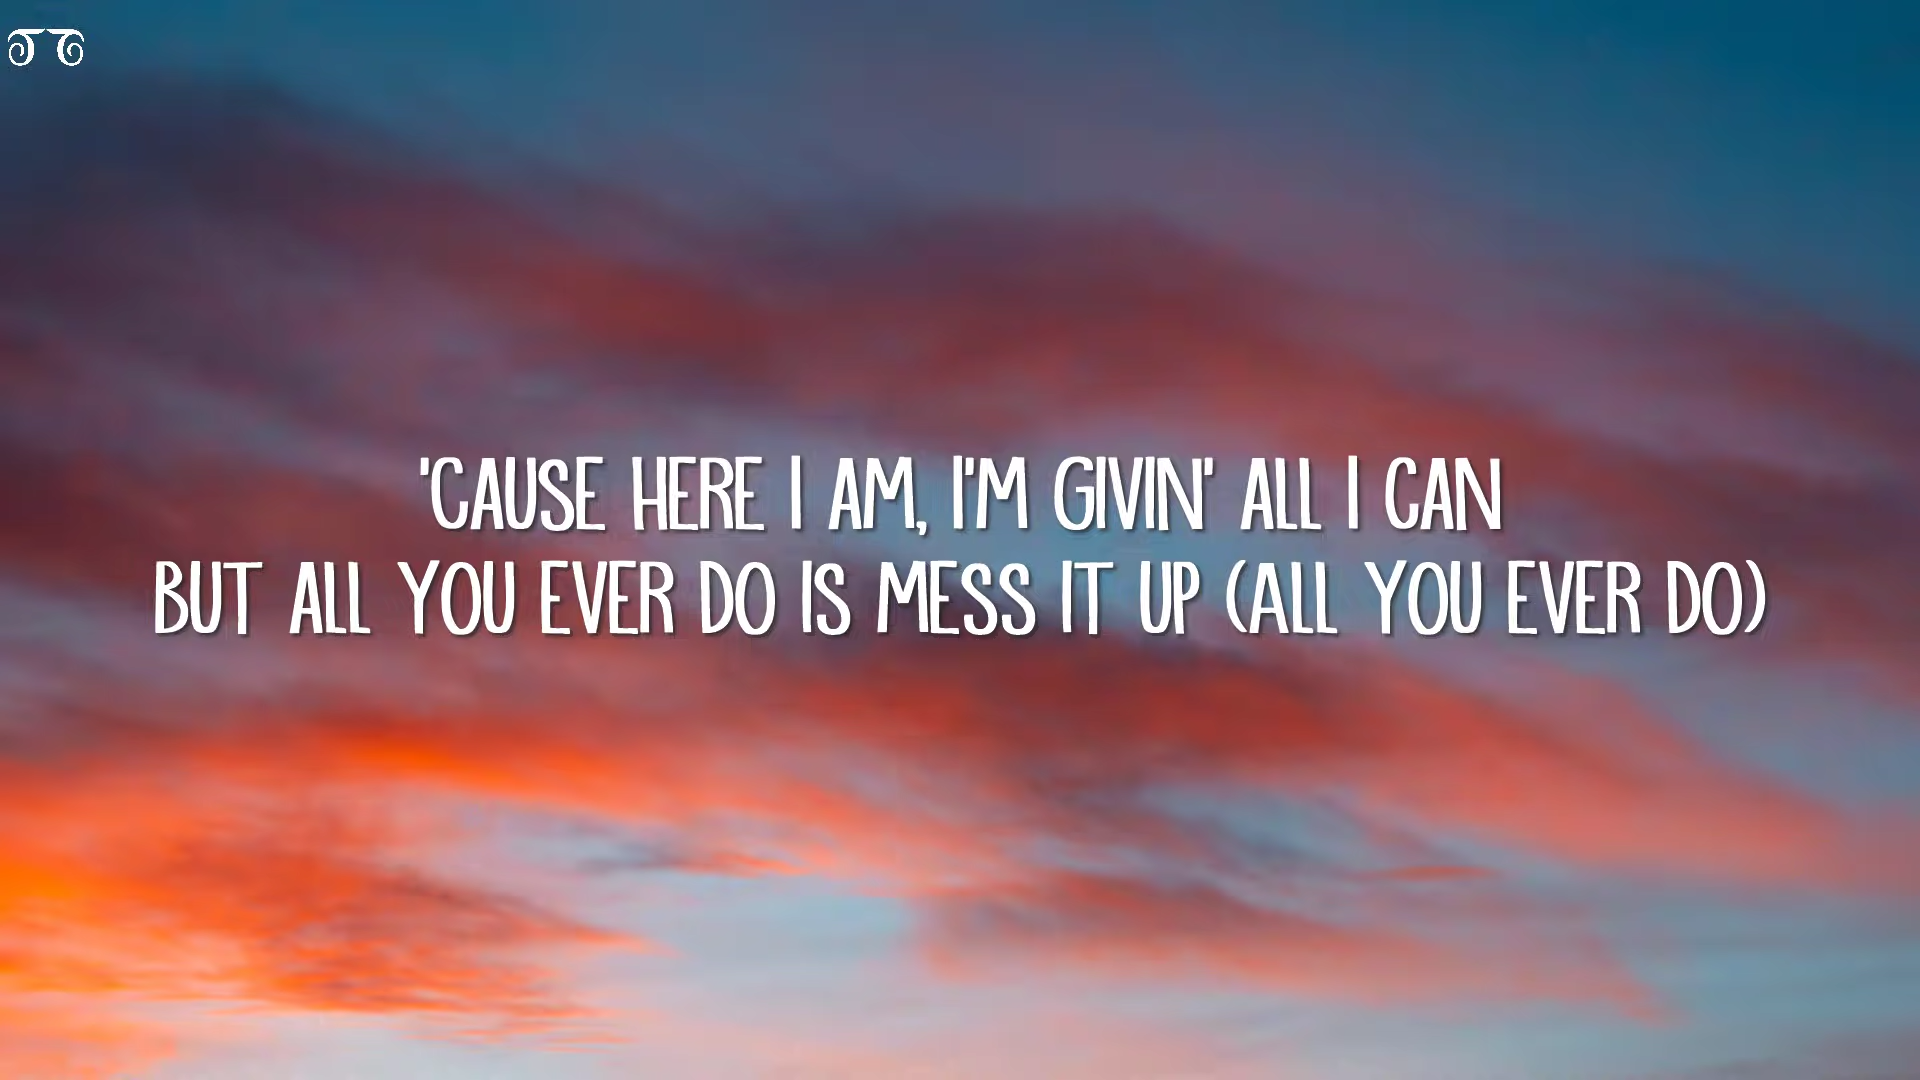 'CAUSE HERE I AM, I'M GIVIN' ALL I CAN
BUT ALL YOU EVER DO IS MESS IT UP (ALL YOU EVER DO)